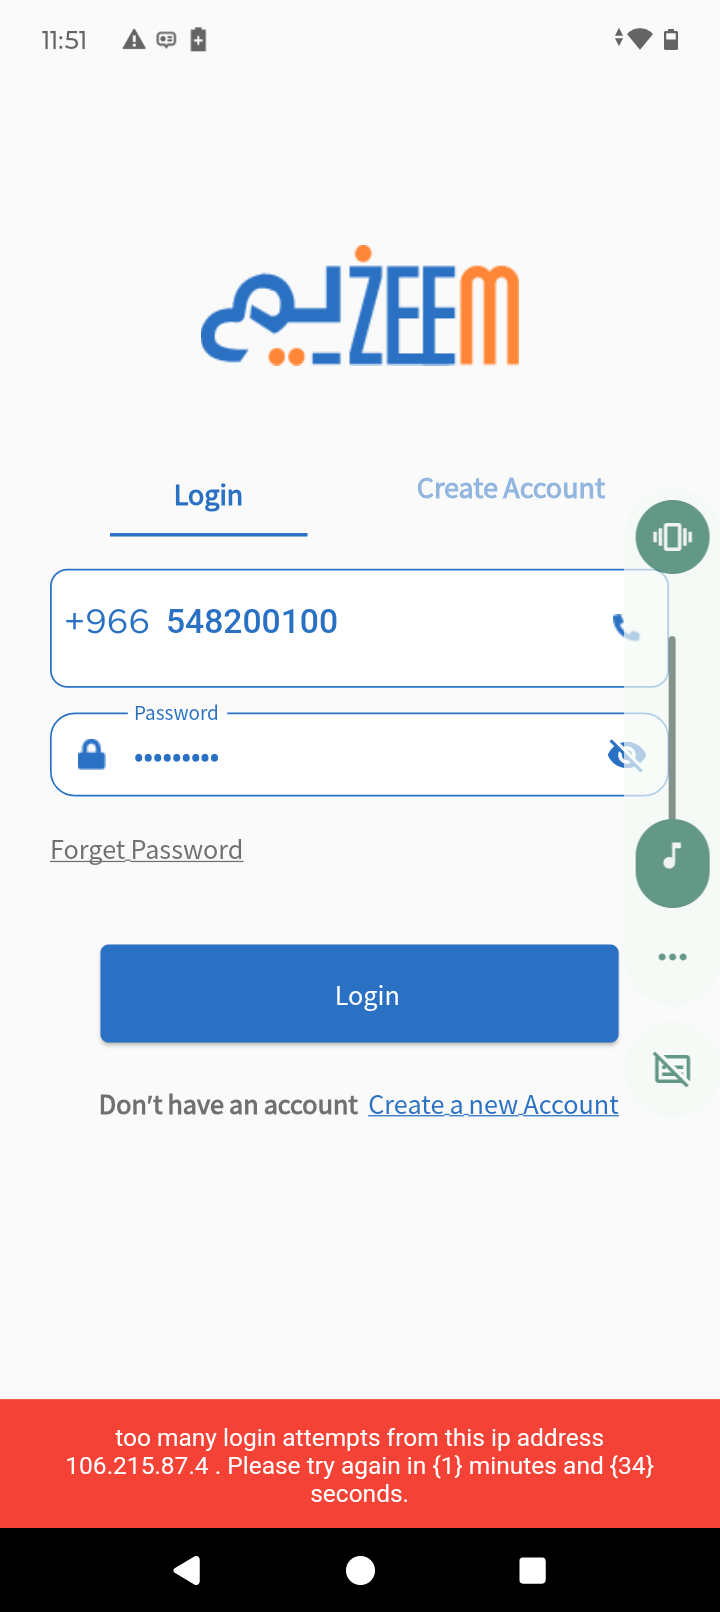 11:51
زيم ZEEM
Login
Create Account
+966 548200100
Password
Forget Password
Login
Don't have an account Create a new Account
too many login attempts from this ip address
106.215.87.4 . Please try again in {1} minutes and {34}
seconds.